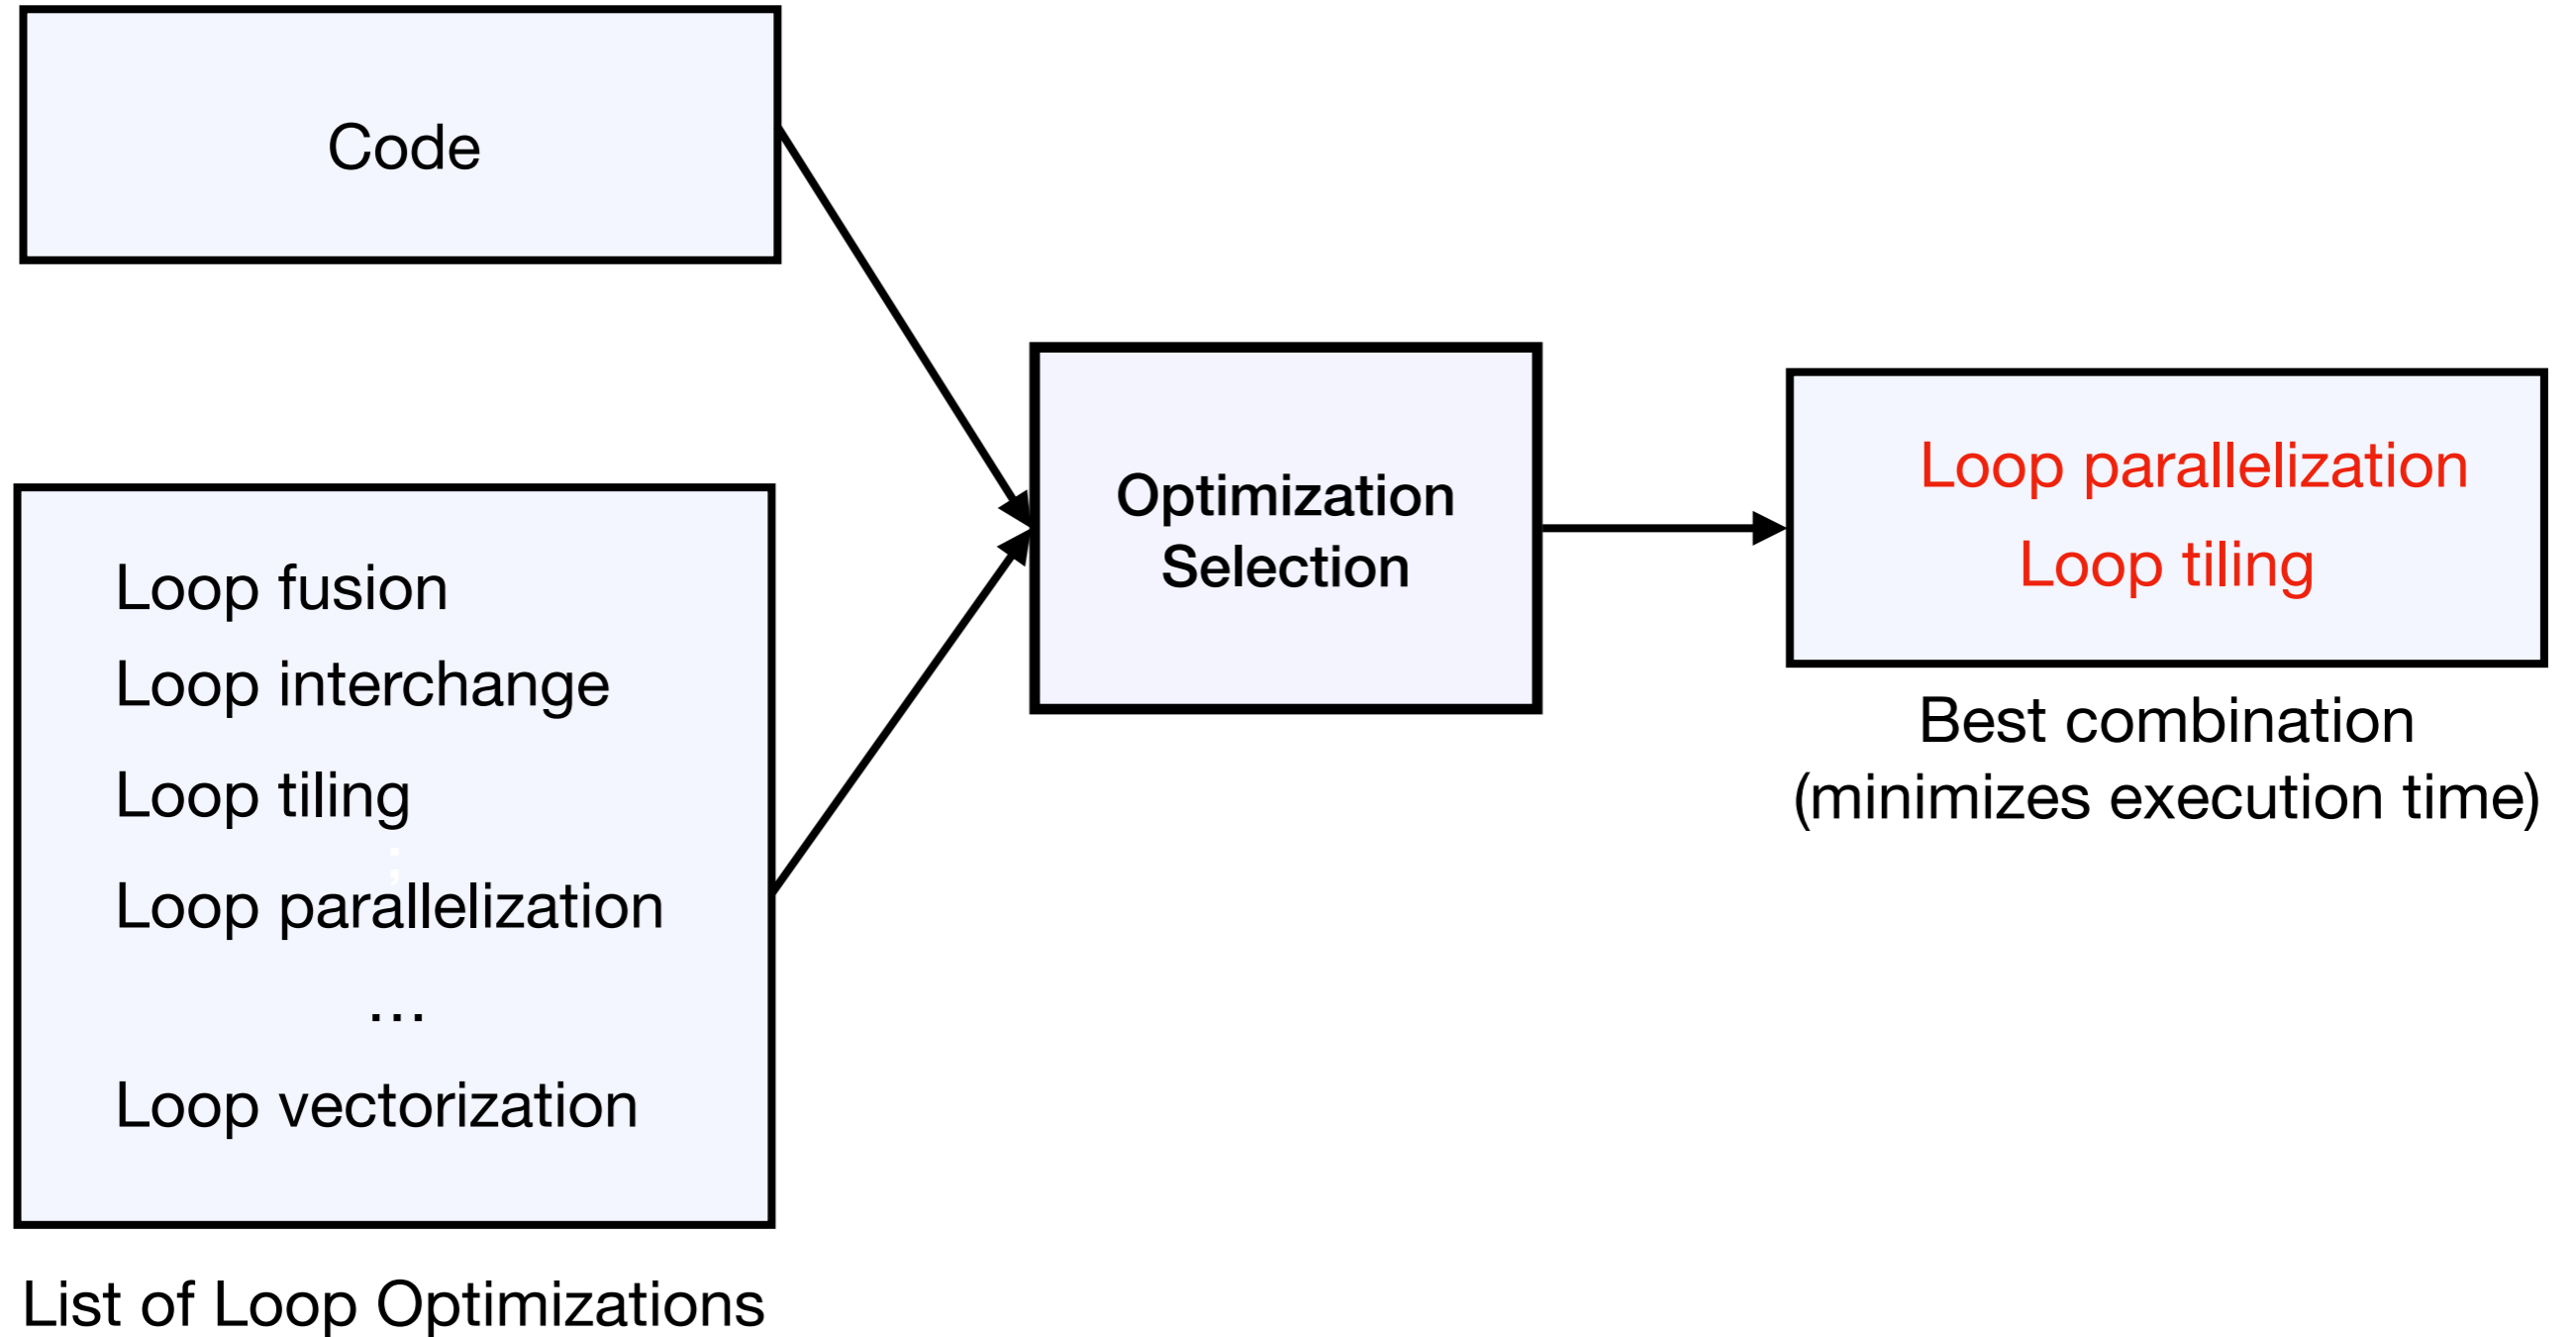 Code
Loop fusion
Loop interchange
Loop tiling
;
Loop parallelization
...
Loop vectorization
List of Loop Optimizations
Optimization
Selection
Loop parallelization
Loop tiling
Best combination
(minimizes execution time)